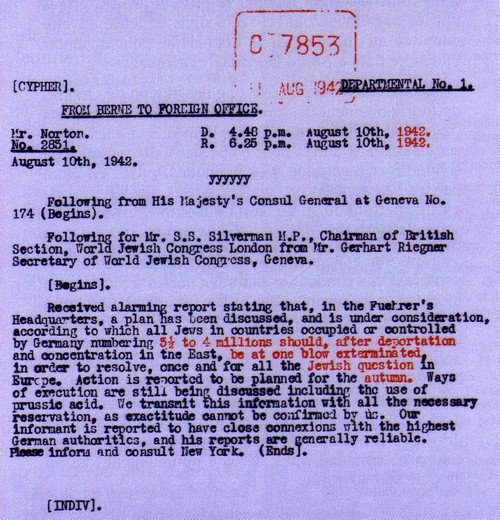 C 7853
11 AUG 1942
[CYPHER].
DEPARTMENTAL No. 1.
FROM BERNE TO FOREIGN OFFICE.
Mr. Norton.
No. 2831.
D. 4.48 p.m. August 10th, 1942.
R. 6.25 p.m. August 10th, 1942.
August 10th, 1942.
yyyyyy
Following from His Majesty's Consul General at Geneva No.
174 (Begins).
Following for Mr. S.S. Silverman M.P., Chairman of British
Section, World Jewish Congress London from Mr. Gerhart Riegner
Secretary of World Jewish Congress, Geneva.
[Begins].
Received alarming report stating that, in the Fuehrer's
Headquarters, a plan has been discussed, and is under consideration,
according to which all Jews in countries occupied or controlled
by Germany numbering 3½ to 4 millions should, after deportation
and concentration in the East, be at one blow exterminated,
in order to resolve, once and for all the Jewish question in
Europe. Action is reported to be planned for the autumn. Ways
of execution are still being discussed including the use of
prussic acid. We transmit this information with all the necessary
reservation, as exactitude cannot be confirmed by us. Our
informant is reported to have close connexions with the highest
German authorities, and his reports are generally reliable.
Please inform and consult New York. (Ends).
[INDIV].